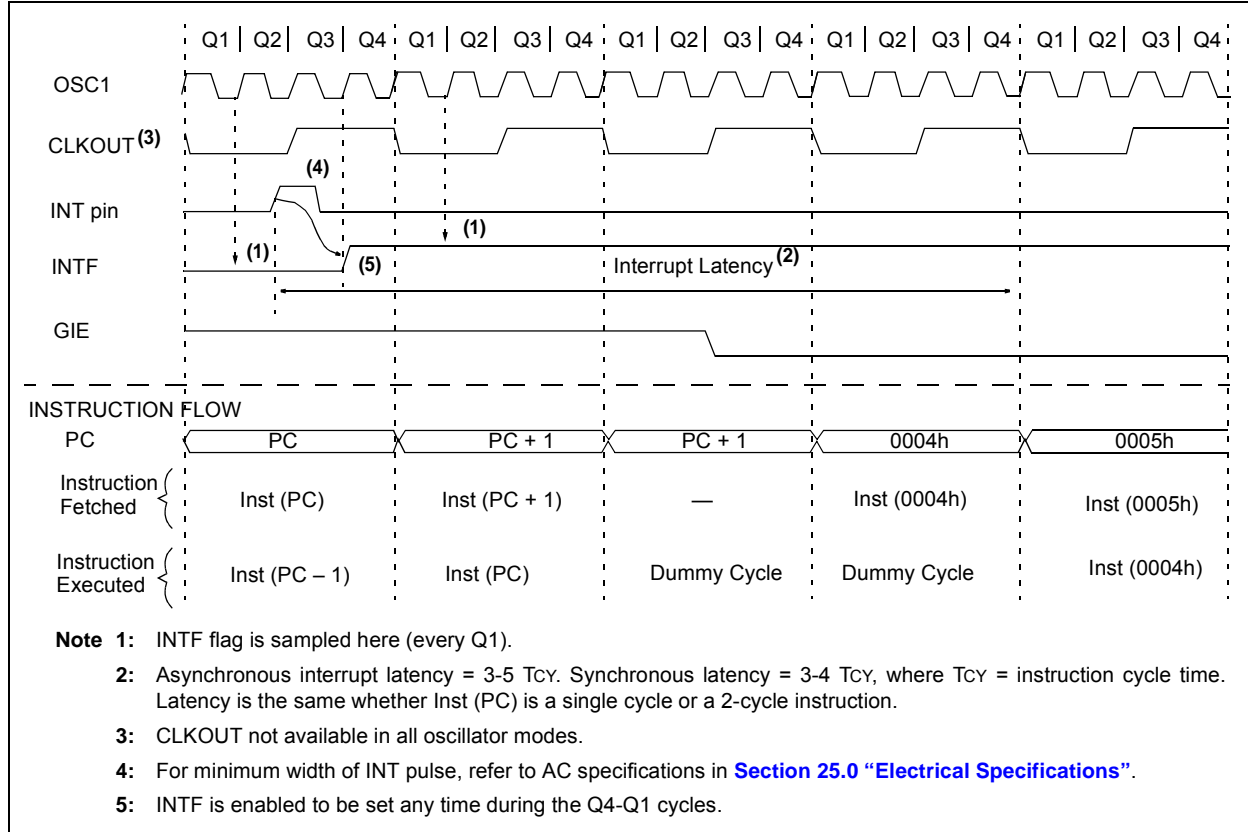 Q1 Q2 Q3 Q4 Q1 Q2 Q3 Q4 Q1 Q2 Q3 Q4 Q1 Q2 Q3 Q4 Q1 Q2 Q3 Q4
OSC1
CLKOUT (3)
(4)
INT pin
(1)
(1)
INTF
(5)
Interrupt Latency (2)
GIE
INSTRUCTION FLOW
PC PC PC + 1 PC + 1 0004h 0005h
Instruction
Fetched
Inst (PC) Inst (PC + 1) — Inst (0004h) Inst (0005h)
Instruction
Executed
Inst (PC – 1) Inst (PC) Dummy Cycle Dummy Cycle Inst (0004h)
Note 1: INTF flag is sampled here (every Q1).
2: Asynchronous interrupt latency = 3-5 TCY. Synchronous latency = 3-4 TCY, where TCY = instruction cycle time.
Latency is the same whether Inst (PC) is a single cycle or a 2-cycle instruction.
3: CLKOUT not available in all oscillator modes.
4: For minimum width of INT pulse, refer to AC specifications in Section 25.0 “Electrical Specifications”.
5: INTF is enabled to be set any time during the Q4-Q1 cycles.